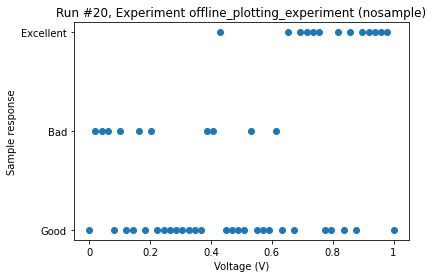 Run #20, Experiment offline_plotting_experiment (nosample)
Excellent
Bad
Good
Sample response
0 0.2 0.4 0.6 0.8 1
Voltage (V)